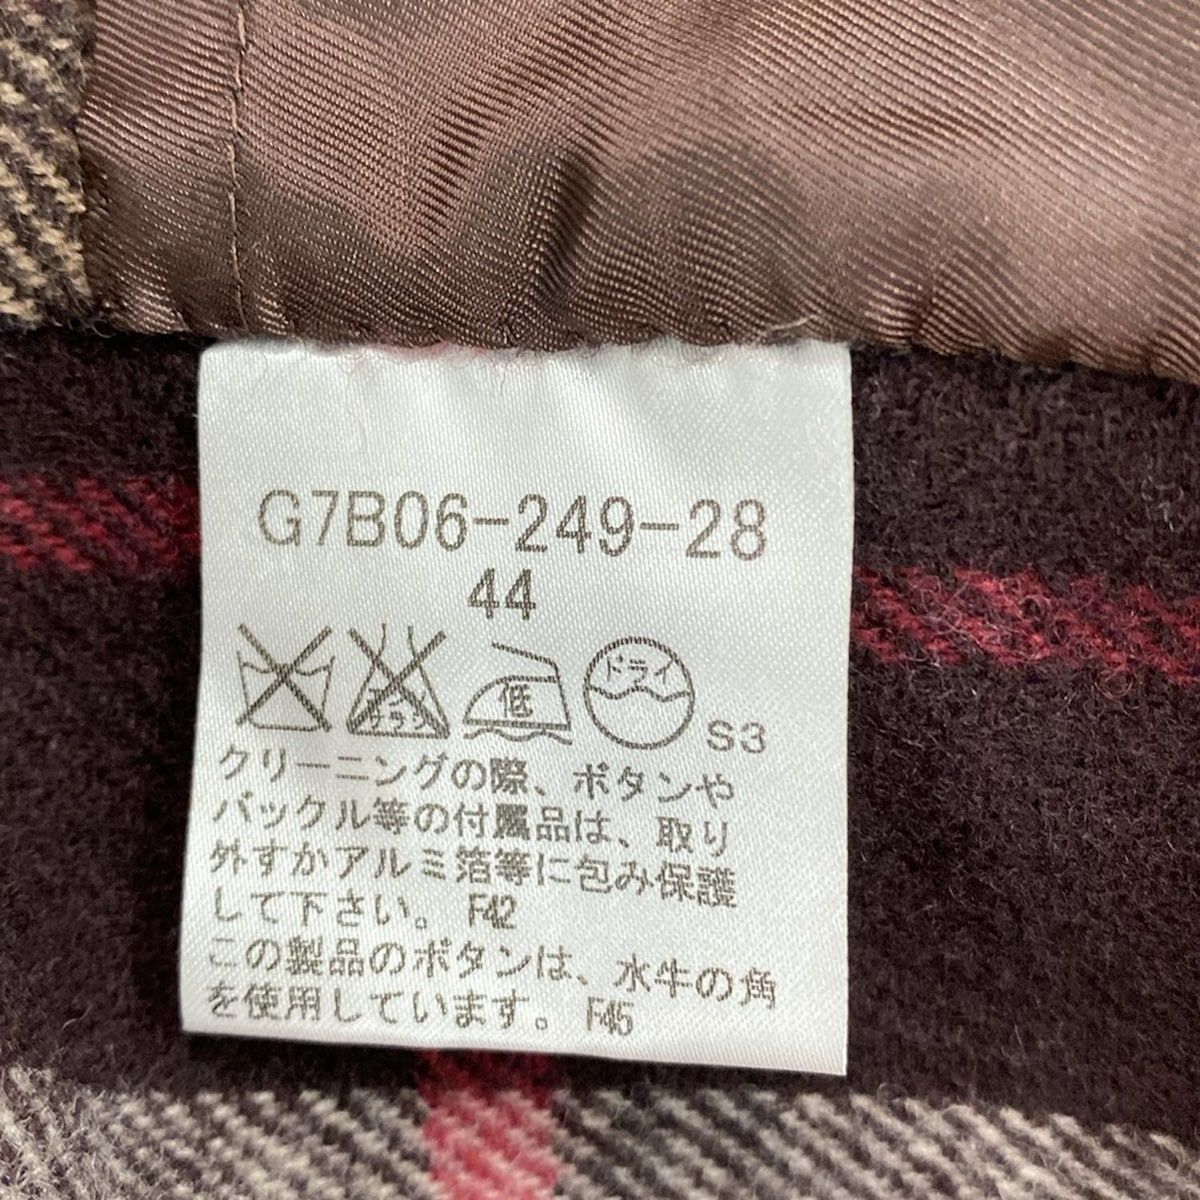 G7B06-249-28
44
エンソサラシ 低 ドライ S3
クリーニングの際、ボタンや
バックル等の付属品は、取り
外すかアルミ箔等に包み保護
して下さい。 F42
この製品のボタンは、水牛の角
を使用しています。 F45